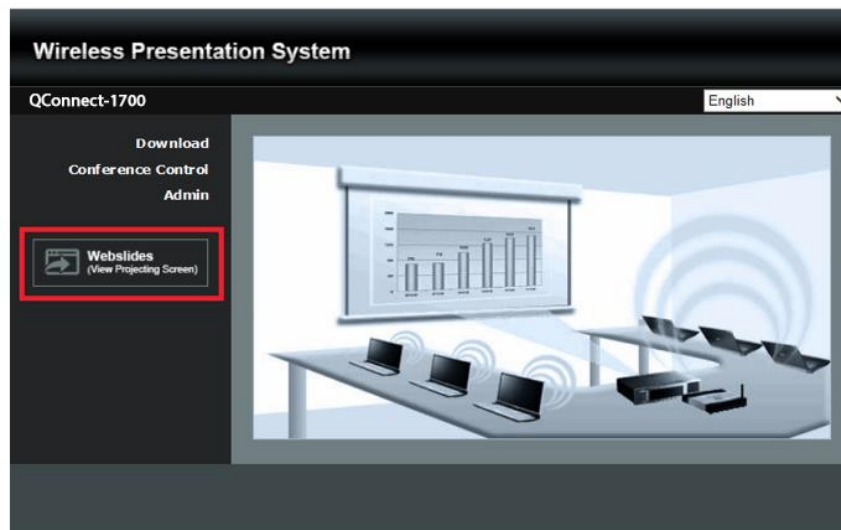 Wireless Presentation System
QConnect-1700
English
Download
Conference Control
Admin
Webslides
(View Projecting Screen)